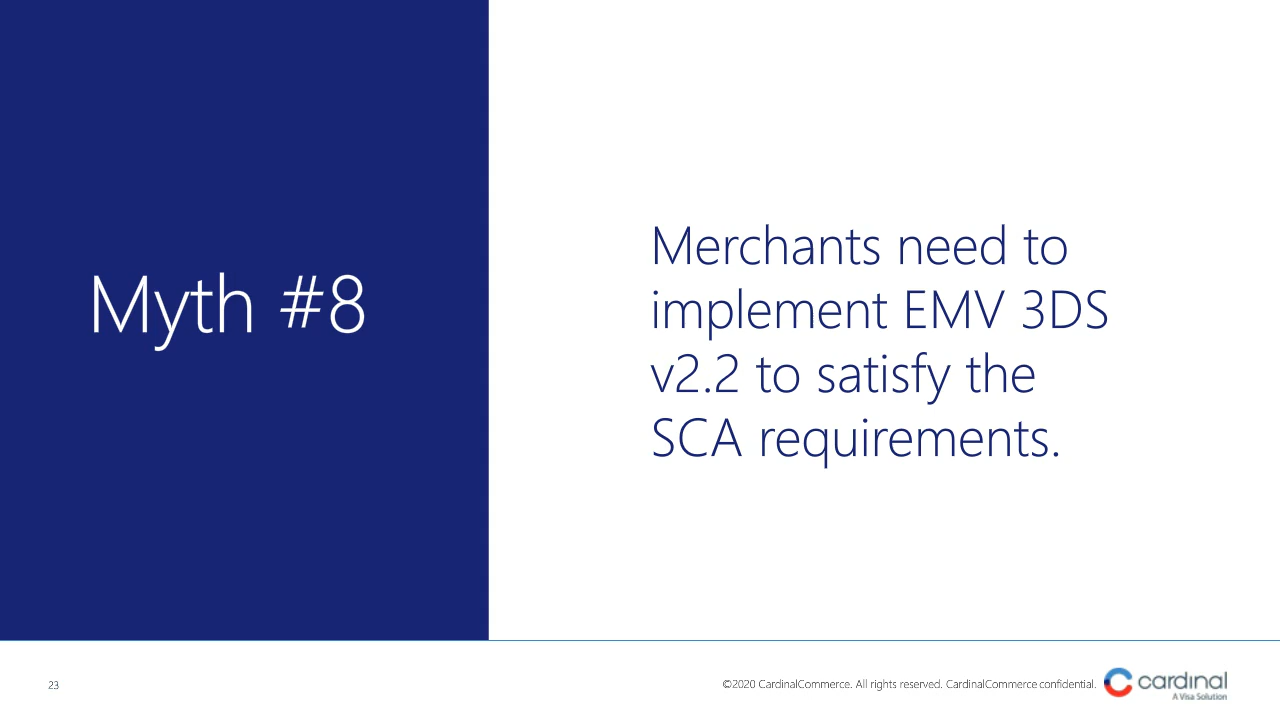 Myth #8
Merchants need to
implement EMV 3DS
v2.2 to satisfy the
SCA requirements.
23
©2020 CardinalCommerce. All rights reserved. CardinalCommerce confidential.
cardinal
A Visa Solution